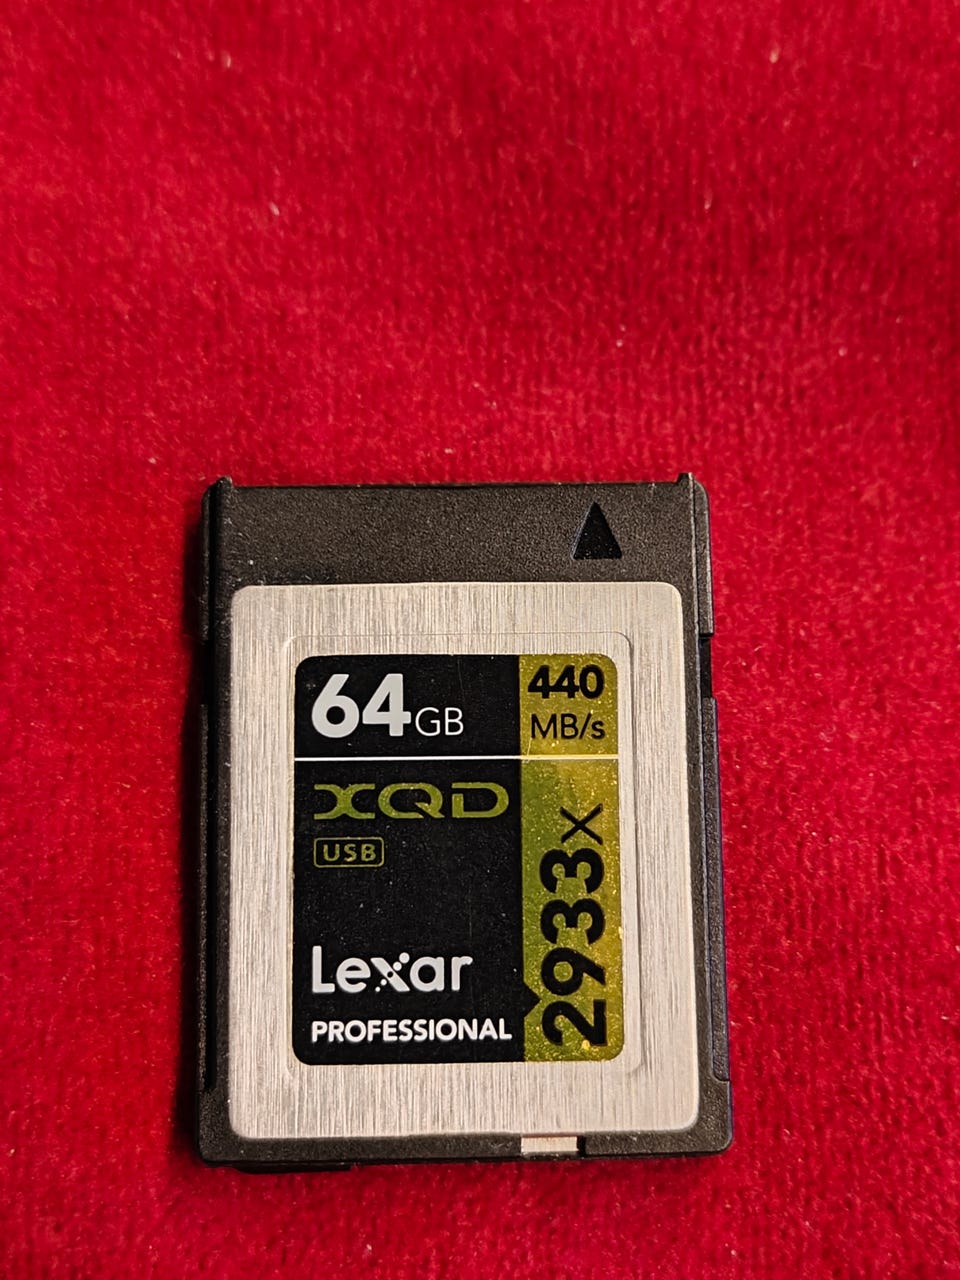 64GB
440
MB/s
XQD
USB
2933x
Lexar
PROFESSIONAL